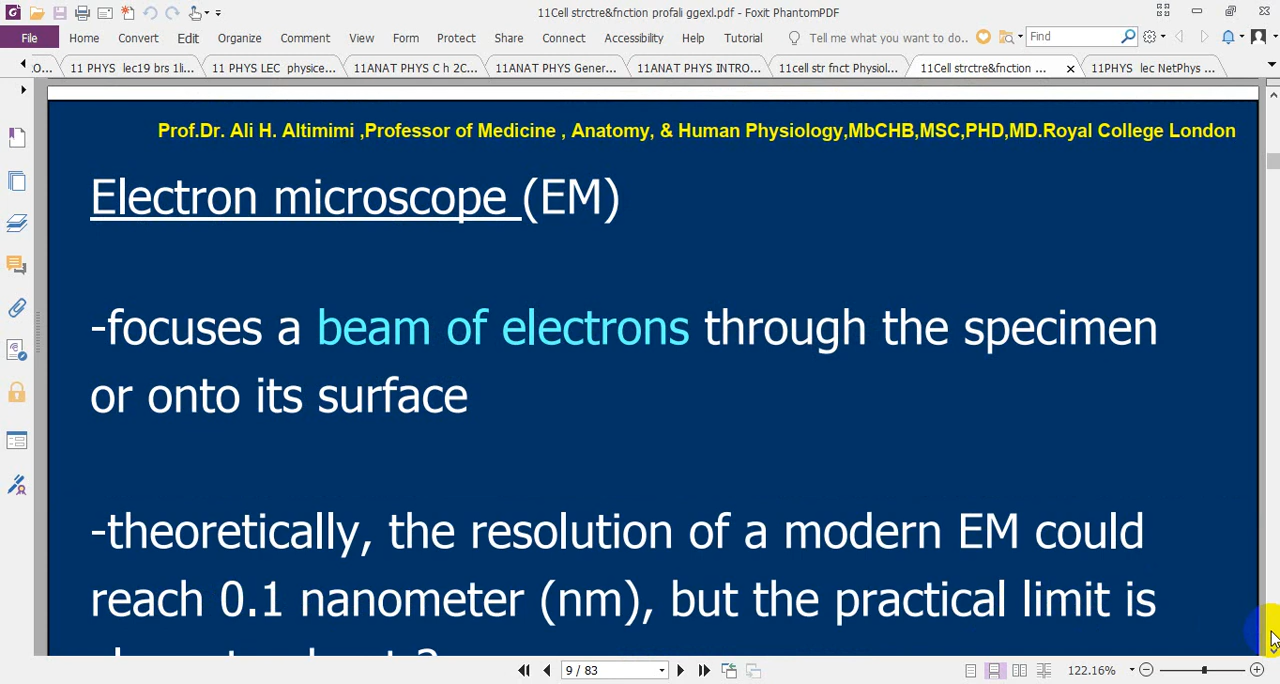 11Cell strctre&fnction profali ggexl.pdf - Foxit PhantomPDF
File Home Convert Edit Organize Comment View Form Protect Share Connect Accessibility Help Tutorial Tell me what you want to do.. Find
...O... 11 PHYS lec19 brs 1li... 11 PHYS LEC physice... 11ANAT PHYS C h 2C... 11ANAT PHYS Gener... 11ANAT PHYS INTRO... 11cell str fnct Physiol... 11Cell strctre&fnction ... 11PHYS lec NetPhys ...
Prof.Dr. Ali H. Altimimi ,Professor of Medicine , Anatomy, & Human Physiology,MbCHB,MSC,PHD,MD.Royal College London
Electron microscope (EM)
-focuses a beam of electrons through the specimen
or onto its surface
-theoretically, the resolution of a modern EM could
reach 0.1 nanometer (nm), but the practical limit is
9 / 83 122.16%